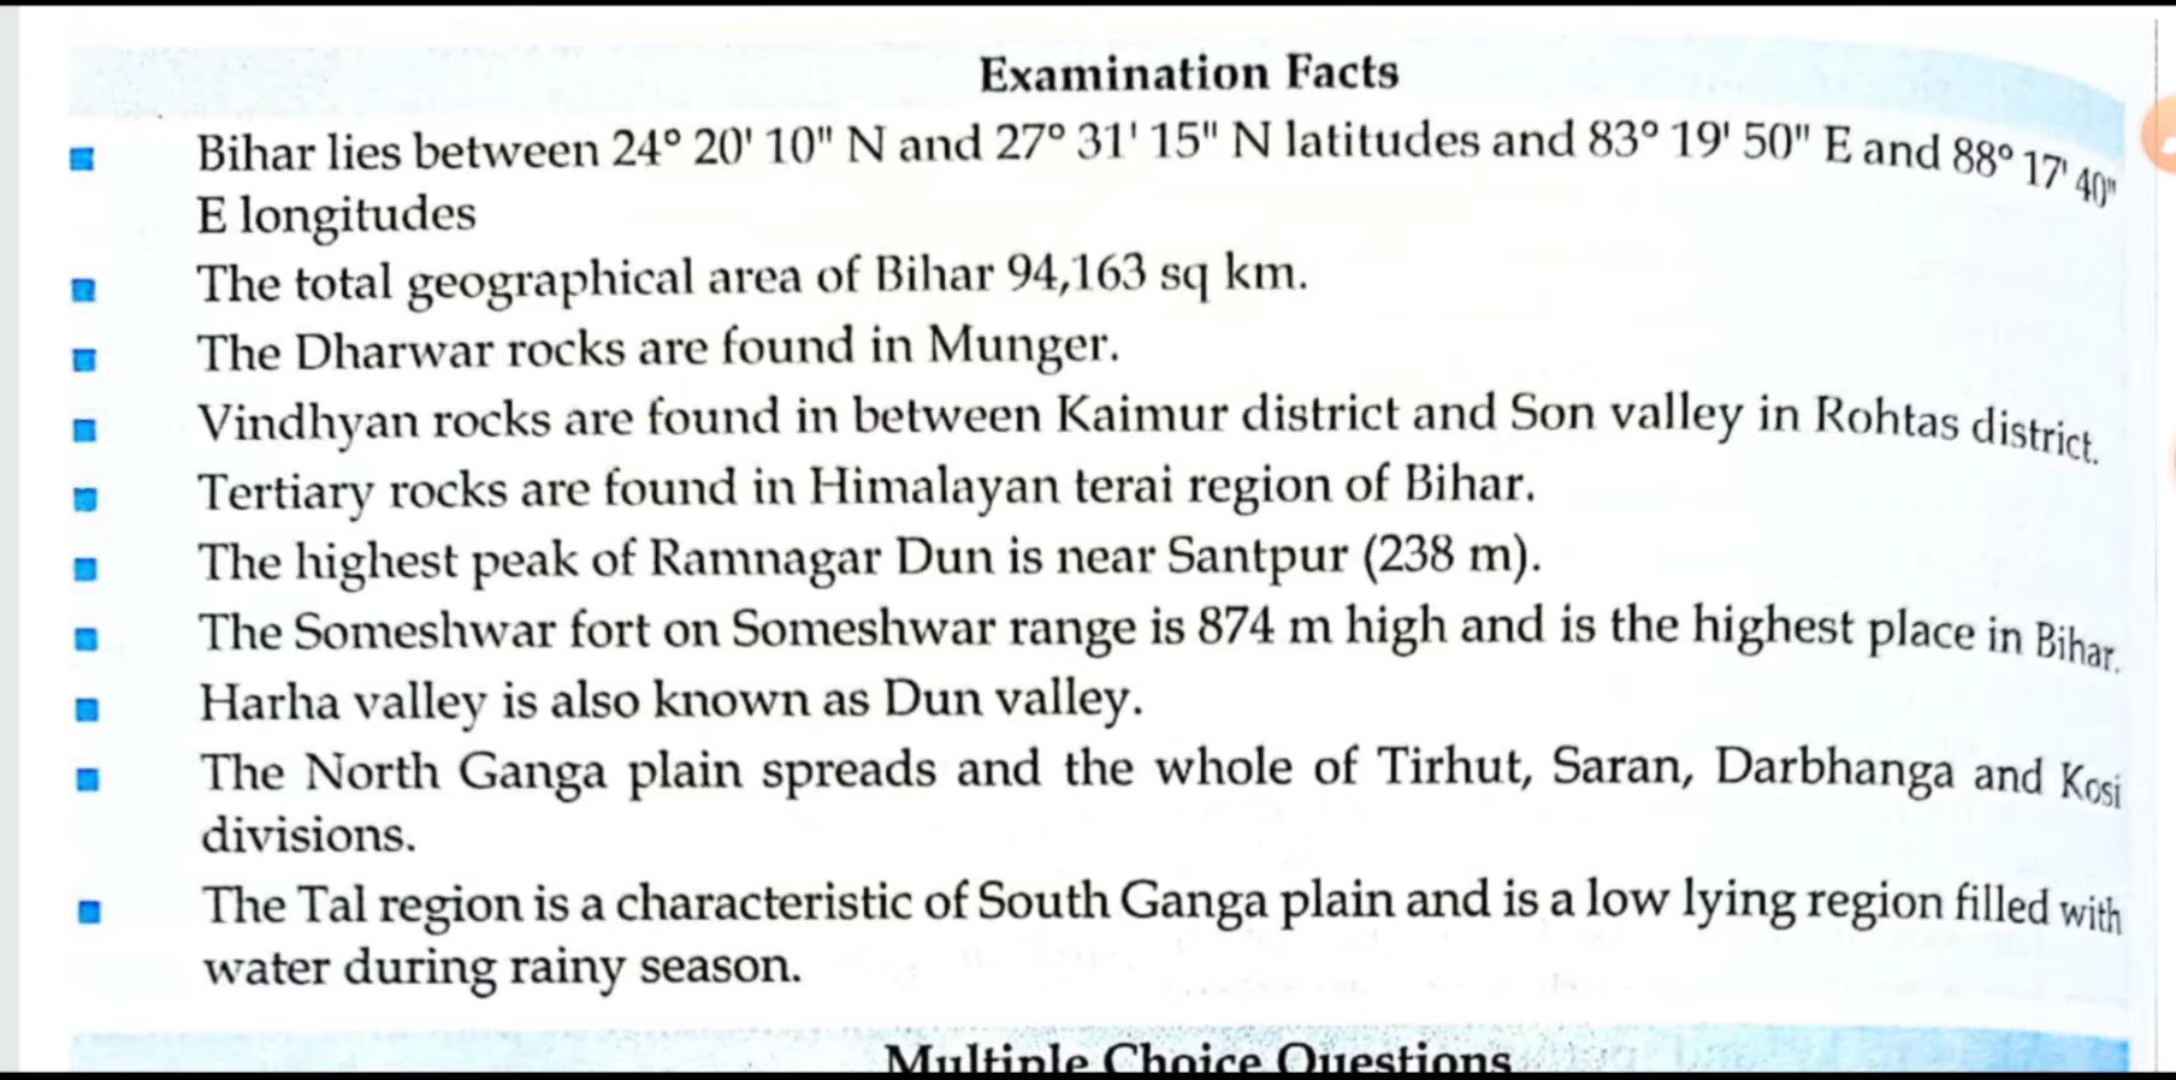 Examination Facts
Bihar lies between 24° 20' 10" N and 27° 31' 15" N latitudes and 83° 19' 50" E and 88° 17' 40"
E longitudes
The total geographical area of Bihar 94,163 sq km.
The Dharwar rocks are found in Munger.
Vindhyan rocks are found in between Kaimur district and Son valley in Rohtas district.
Tertiary rocks are found in Himalayan terai region of Bihar.
The highest peak of Ramnagar Dun is near Santpur (238 m).
The Someshwar fort on Someshwar range is 874 m high and is the highest place in Bihar.
Harha valley is also known as Dun valley.
The North Ganga plain spreads and the whole of Tirhut, Saran, Darbhanga and Kosi
divisions.
The Tal region is a characteristic of South Ganga plain and is a low lying region filled with
water during rainy season.
Multiple Choice Questions